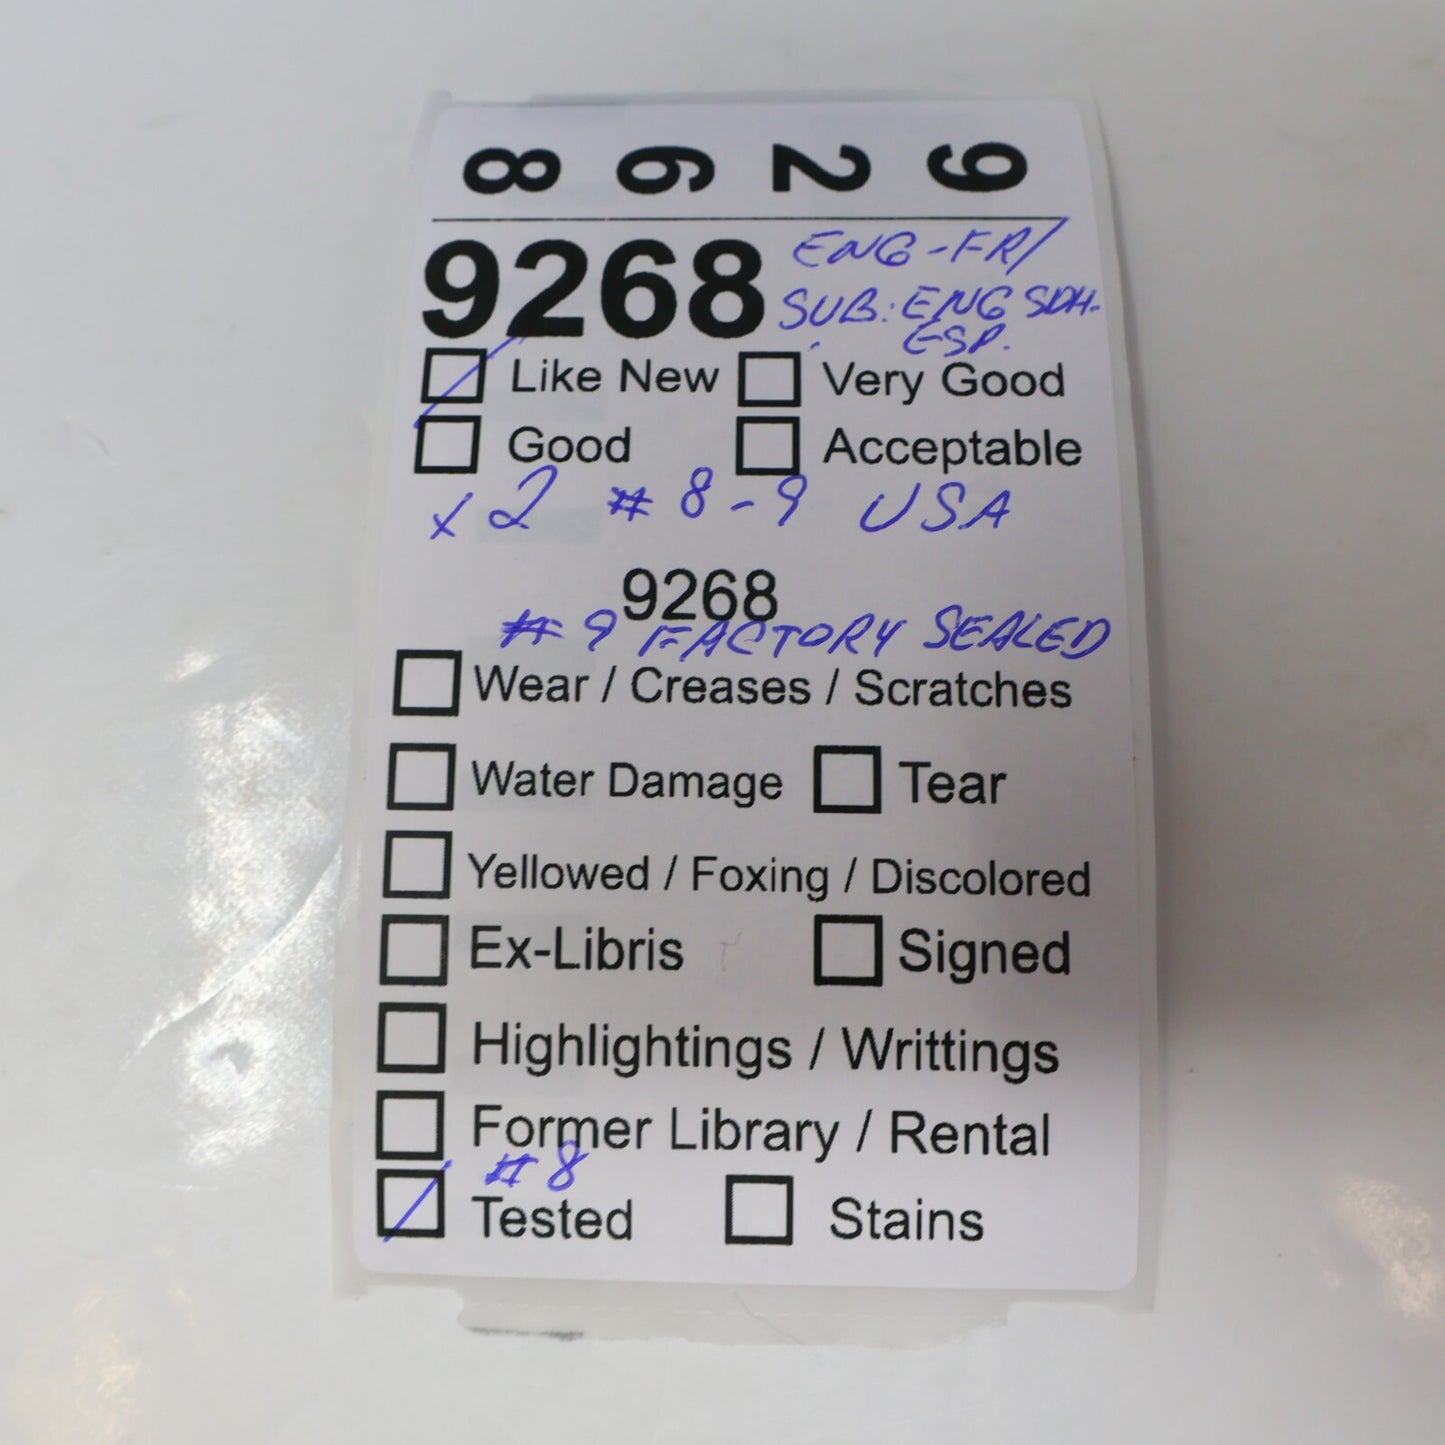 9268
9268 ENG-FR/
SUB: ENG SDH-
ESP.
Like New Very Good
Good Acceptable
x2 #8-9 USA
9268
#9 FACTORY SEALED
Wear / Creases / Scratches
Water Damage Tear
Yellowed / Foxing / Discolored
Ex-Libris Signed
Highlightings / Writtings
Former Library / Rental
#8
Tested Stains